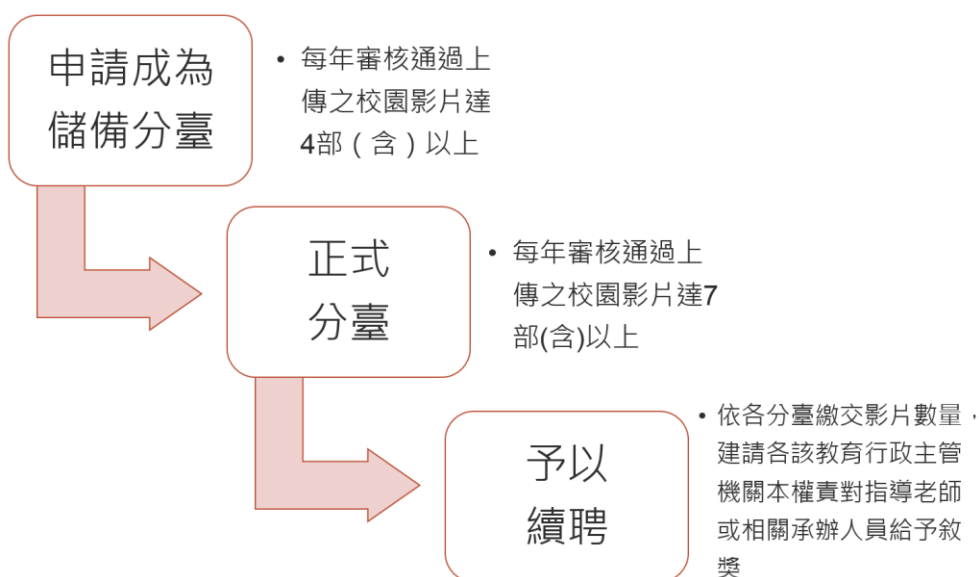 申請成為
儲備分臺
• 每年審核通過上
傳之校園影片達
4部（含）以上
正式
分臺
• 每年審核通過上
傳之校園影片達7
部(含)以上
予以
續聘
• 依各分臺繳交影片數量，
建請各該教育行政主管
機關本權責對指導老師
或相關承辦人員給予敘
獎